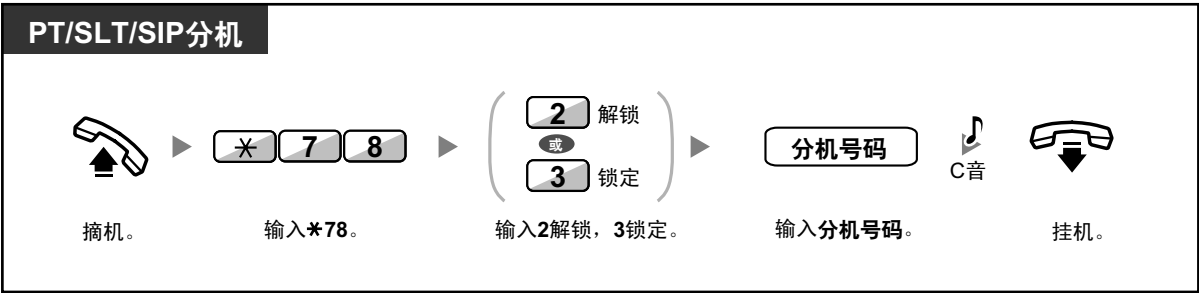 PT/SLT/SIP分机
2 解锁
✳ 7 8
或
分机号码
3 锁定
C音
摘机。
输入✳78。
输入2解锁，3锁定。
输入分机号码。
挂机。